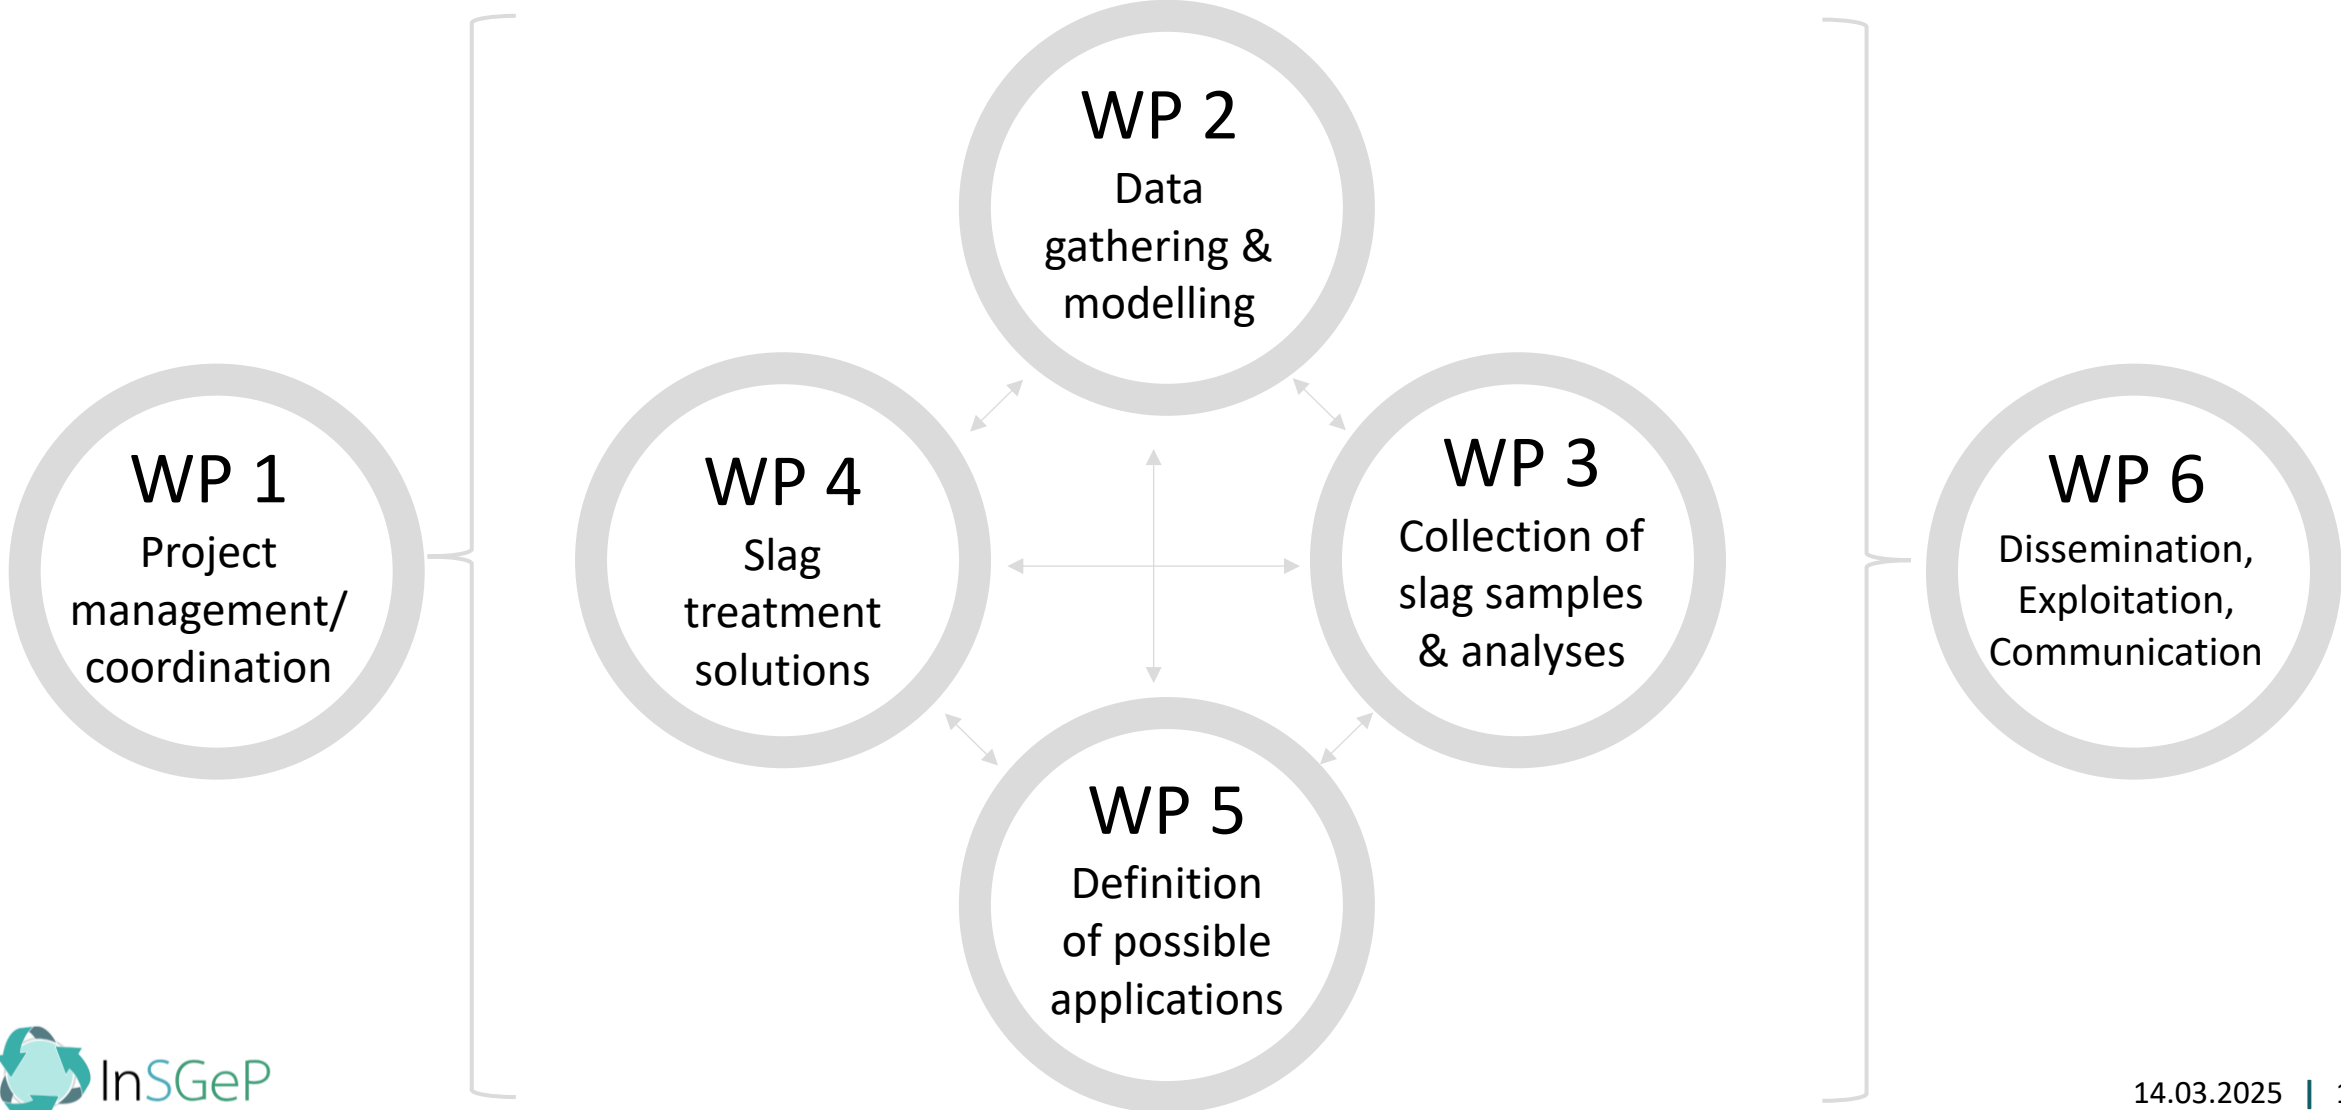 WP 1
Project
management/
coordination
WP 2
Data
gathering &
modelling
WP 4
Slag
treatment
solutions
WP 3
Collection of
slag samples
& analyses
WP 5
Definition
of possible
applications
WP 6
Dissemination,
Exploitation,
Communication
InSGeP
14.03.2025 |